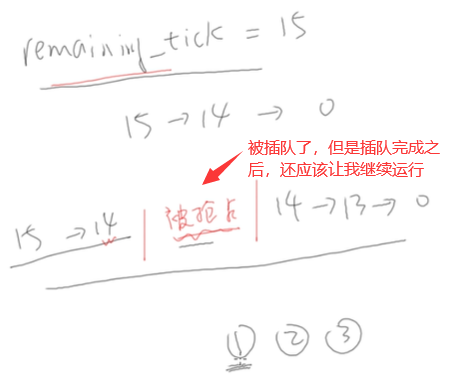 remaining_tick = 15
15 → 14 → 0
被插队了，但是插队完成之
后，还应该让我继续运行
15 → 14 | 被抢占 | 14 → 13 → 0
① ② ③